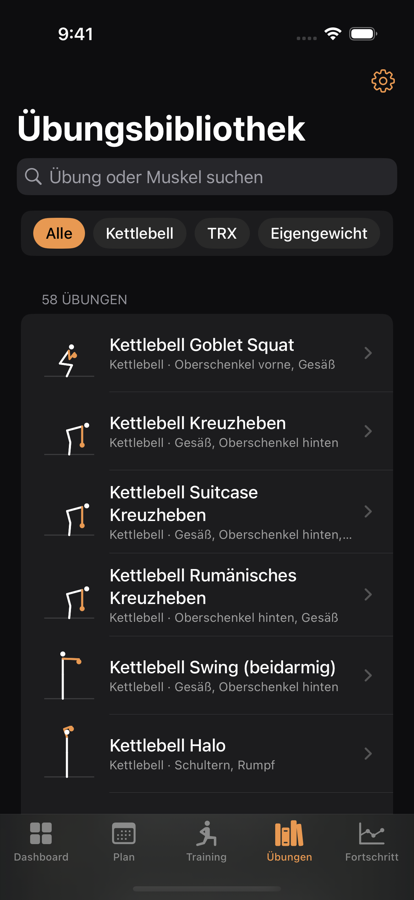 9:41
Übungsbibliothek
Übung oder Muskel suchen
Alle
Kettlebell
TRX
Eigengewicht
58 ÜBUNGEN
Kettlebell Goblet Squat
Kettlebell · Oberschenkel vorne, Gesäß
Kettlebell Kreuzheben
Kettlebell · Gesäß, Oberschenkel hinten
Kettlebell Suitcase
Kreuzheben
Kettlebell · Gesäß, Oberschenkel hinten,...
Kettlebell Rumänisches
Kreuzheben
Kettlebell · Oberschenkel hinten, Gesäß
Kettlebell Swing (beidarmig)
Kettlebell · Gesäß, Oberschenkel hinten
Kettlebell Halo
Kettlebell · Schultern, Rumpf
Dashboard
Plan
Training
Übungen
Fortschritt